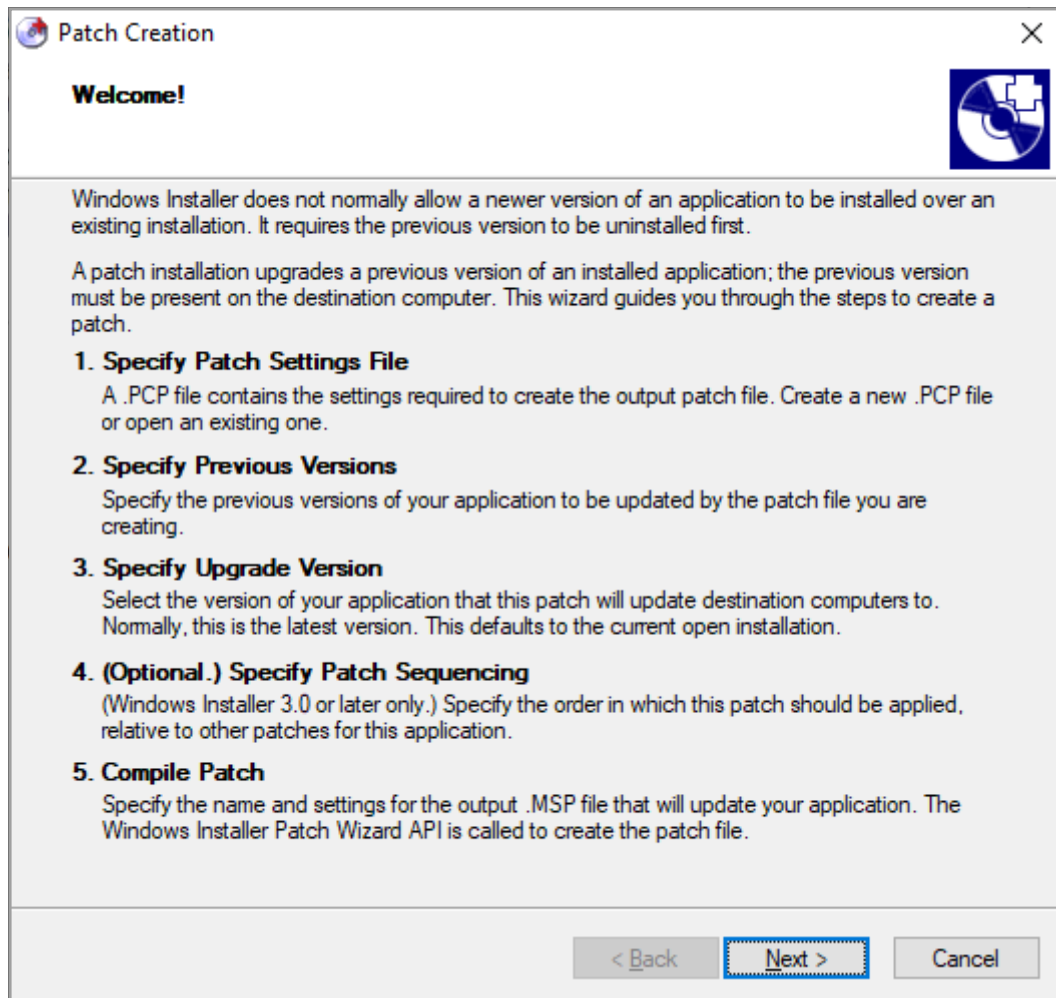 Patch Creation
Welcome!
Windows Installer does not normally allow a newer version of an application to be installed over an
existing installation. It requires the previous version to be uninstalled first.
A patch installation upgrades a previous version of an installed application; the previous version
must be present on the destination computer. This wizard guides you through the steps to create a
patch.
1. Specify Patch Settings File
A .PCP file contains the settings required to create the output patch file. Create a new .PCP file
or open an existing one.
2. Specify Previous Versions
Specify the previous versions of your application to be updated by the patch file you are
creating.
3. Specify Upgrade Version
Select the version of your application that this patch will update destination computers to.
Normally, this is the latest version. This defaults to the current open installation.
4. (Optional.) Specify Patch Sequencing
(Windows Installer 3.0 or later only.) Specify the order in which this patch should be applied,
relative to other patches for this application.
5. Compile Patch
Specify the name and settings for the output .MSP file that will update your application. The
Windows Installer Patch Wizard API is called to create the patch file.
< Back Next > Cancel